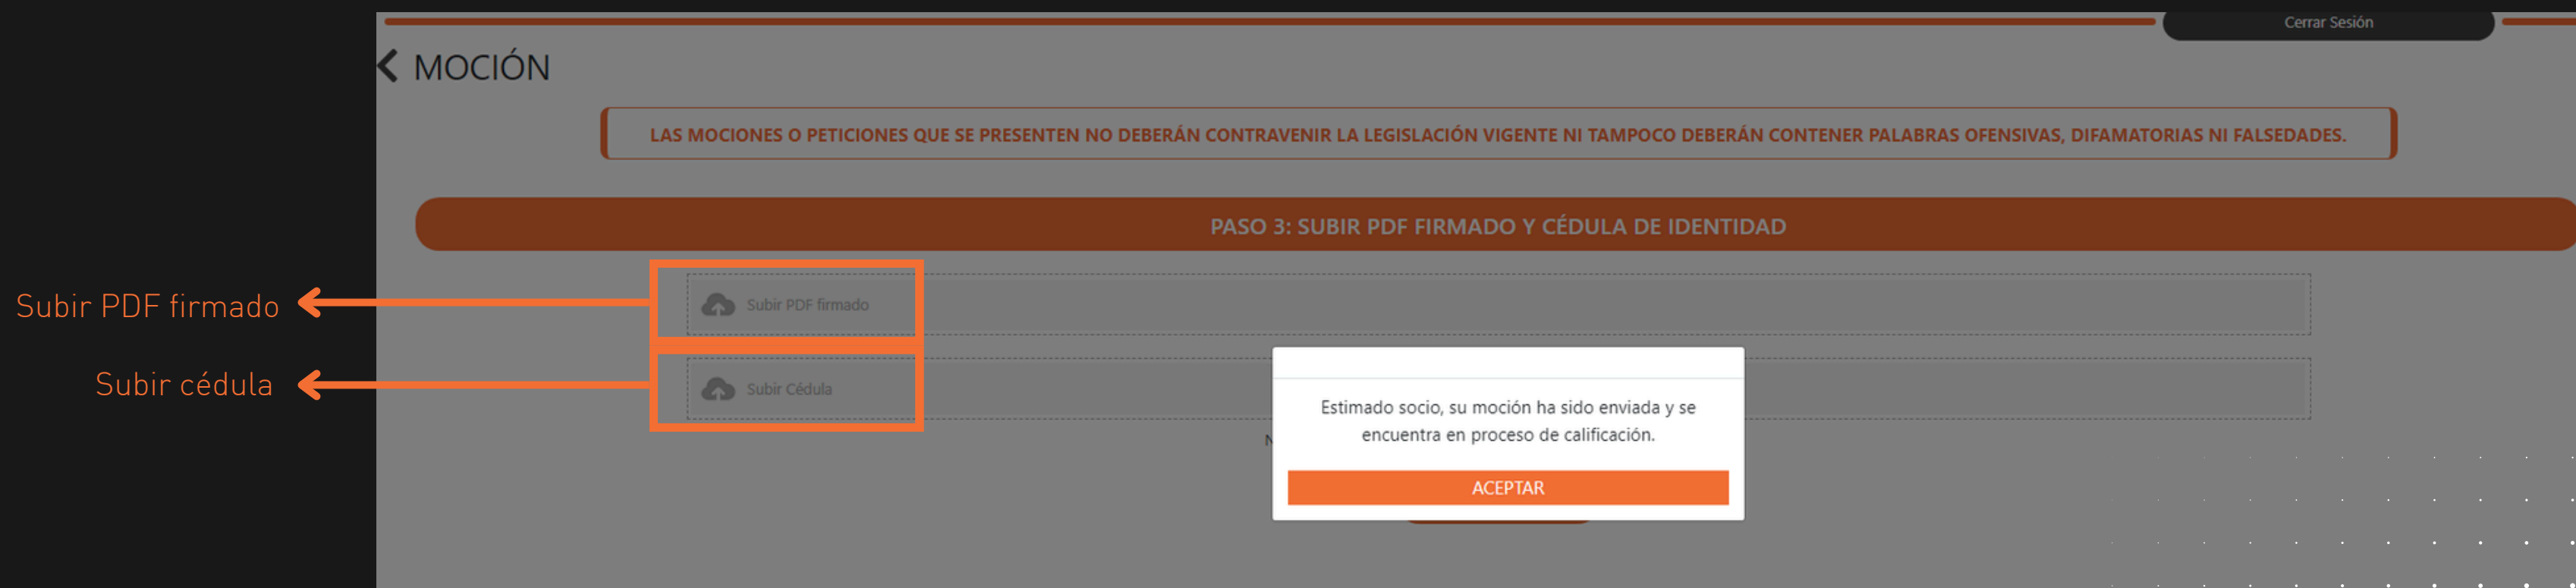 Cerrar Sesión
MOCIÓN
LAS MOCIONES O PETICIONES QUE SE PRESENTEN NO DEBERÁN CONTRAVENIR LA LEGISLACIÓN VIGENTE NI TAMPOCO DEBERÁN CONTENER PALABRAS OFENSIVAS, DIFAMATORIAS NI FALSEDADES.
PASO 3: SUBIR PDF FIRMADO Y CÉDULA DE IDENTIDAD
Subir PDF firmado
Subir PDF firmado
Subir cédula
Subir Cédula
Estimado socio, su moción ha sido enviada y se
encuentra en proceso de calificación.
ACEPTAR